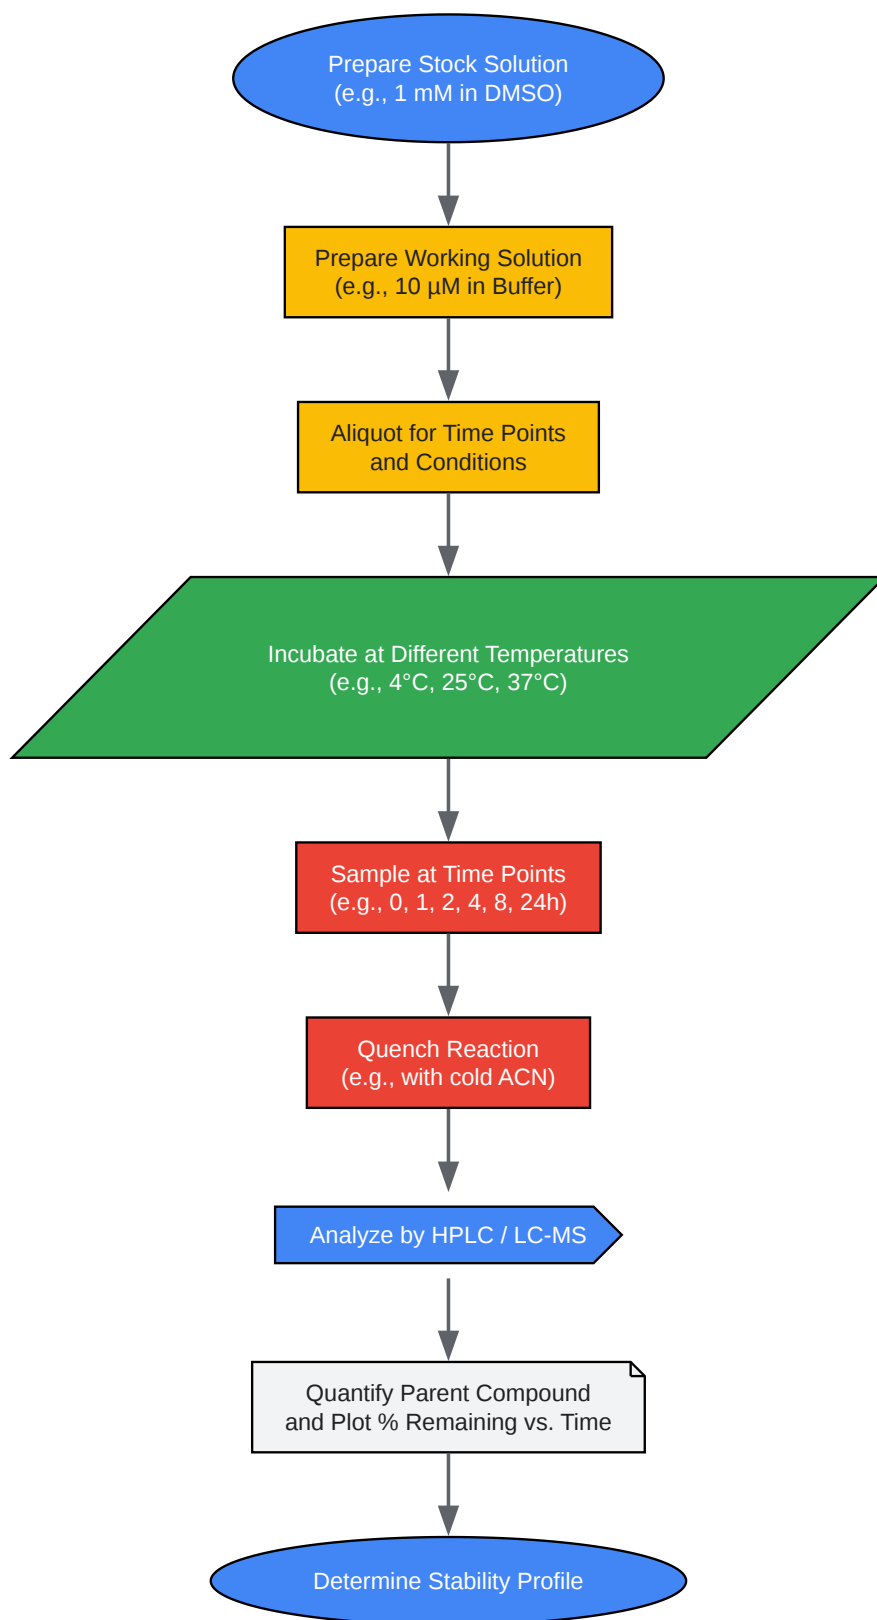 Prepare Stock Solution
(e.g., 1 mM in DMSO)
Prepare Working Solution
(e.g., 10 µM in Buffer)
Aliquot for Time Points
and Conditions
Incubate at Different Temperatures
(e.g., 4°C, 25°C, 37°C)
Sample at Time Points
(e.g., 0, 1, 2, 4, 8, 24h)
Quench Reaction
(e.g., with cold ACN)
Analyze by HPLC / LC-MS
Quantify Parent Compound
and Plot % Remaining vs. Time
Determine Stability Profile